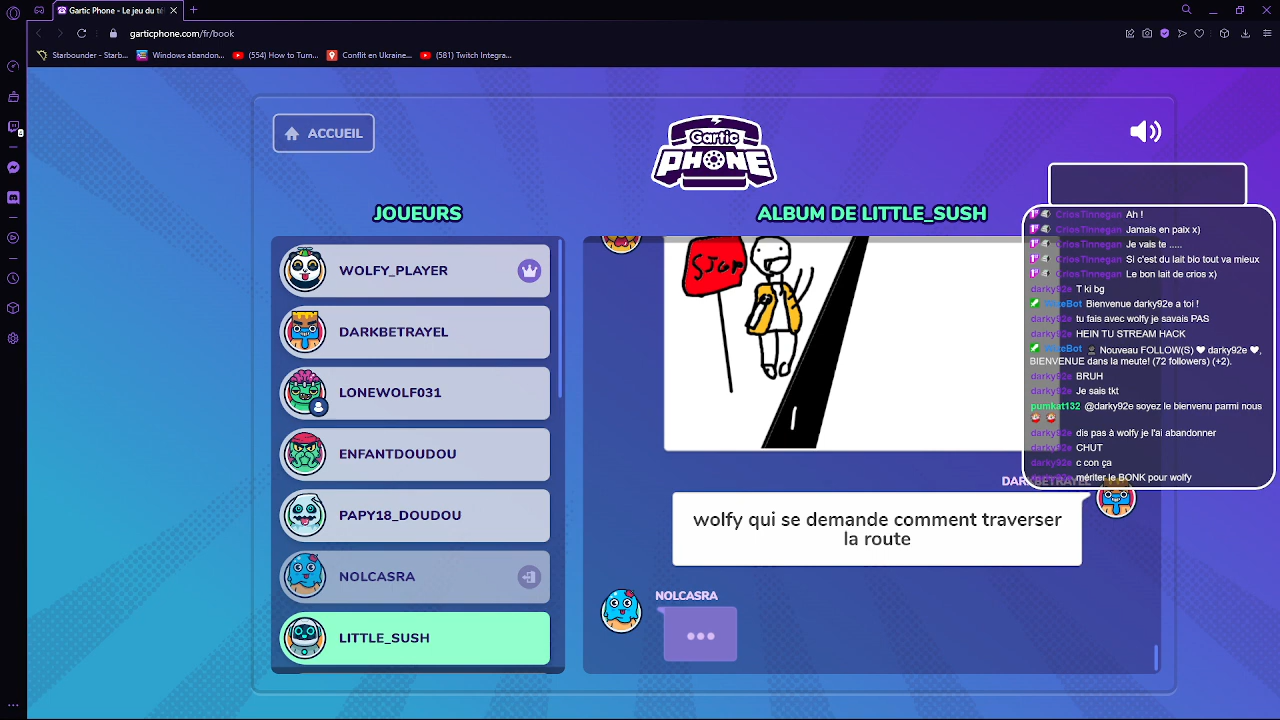 Gartic Phone - Le jeu du té
garticphone.com/fr/book
Starbounder - Starb...
Windows abandon...
(554) How to Turn...
Conflit en Ukraine...
(581) Twitch Integra...
ACCUEIL
Gartic
PHONE
JOUEURS
ALBUM DE LITTLE_SUSH
WOLFY_PLAYER
DARKBETRAYEL
LONEWOLF031
ENFANTDOUDOU
PAPY18_DOUDOU
NOLCASRA
LITTLE_SUSH
DARKBETRAYEL
wolfy qui se demande comment traverser
la route
NOLCASRA
CriosTinnegan Ah !
CriosTinnegan Jamais en paix x)
CriosTinnegan Je vais te .....
CriosTinnegan Si c'est du lait bio tout va mieux
CriosTinnegan Le bon lait de crios x)
darky92e T ki bg
WizeBot Bienvenue darky92e a toi !
darky92e tu fais avec wolfy je savais PAS
darky92e HEIN TU STREAM HACK
WizeBot Nouveau FOLLOW(S) ♥ darky92e ♥,
BIENVENUE dans la meute! (72 followers) (+2).
darky92e BRUH
darky92e Je sais tkt
pumkat132 @darky92e soyez le bienvenu parmi nous
darky92e dis pas à wolfy je l'ai abandonner
darky92e CHUT
darky92e c con ça
darky92e mériter le BONK pour wolfy